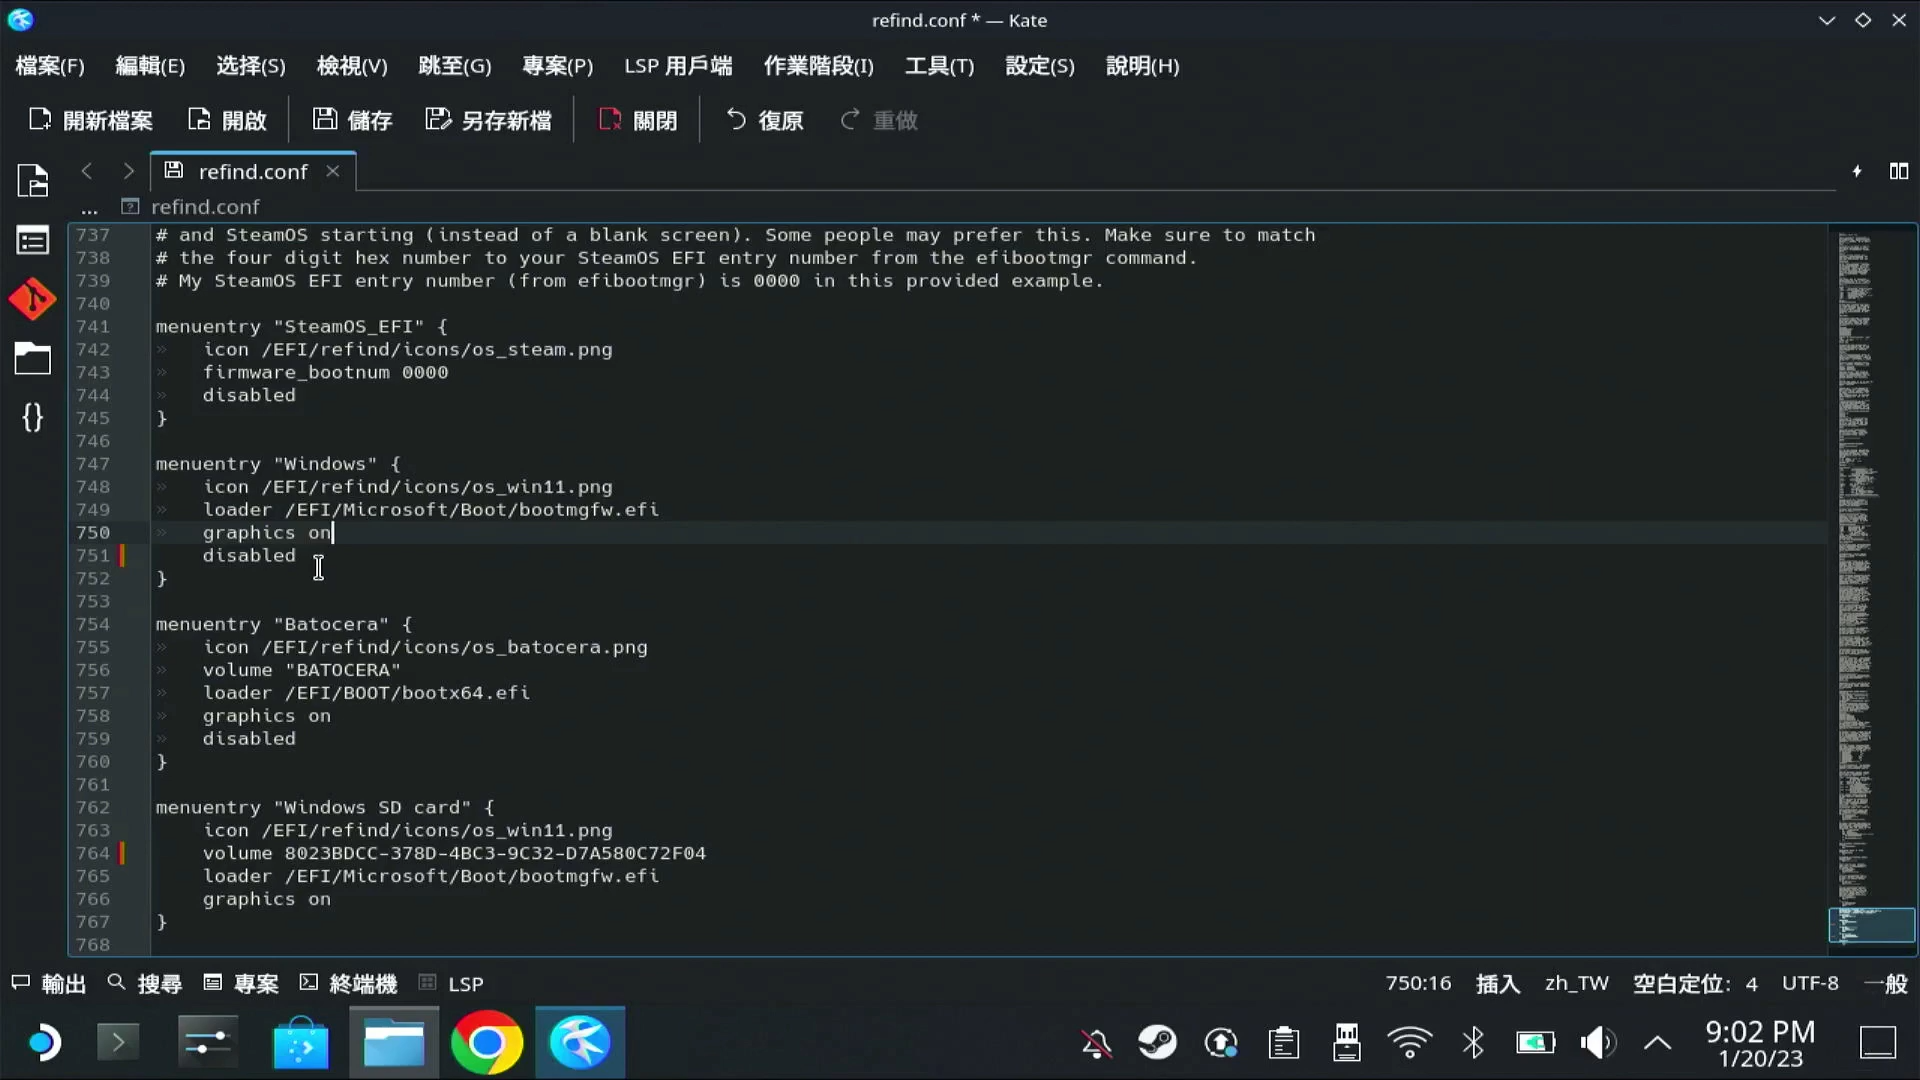 refind.conf * — Kate
檔案(F) 編輯(E) 选择(S) 檢視(V) 跳至(G) 專案(P) LSP 用戶端 作業階段(I) 工具(T) 設定(S) 說明(H)
開新檔案 開啟 儲存 另存新檔 關閉 復原 重做
refind.conf
... refind.conf
737 # and SteamOS starting (instead of a blank screen). Some people may prefer this. Make sure to match
738 # the four digit hex number to your SteamOS EFI entry number from the efibootmgr command.
739 # My SteamOS EFI entry number (from efibootmgr) is 0000 in this provided example.
740
741 menuentry "SteamOS_EFI" {
742 » icon /EFI/refind/icons/os_steam.png
743 » firmware_bootnum 0000
744 » disabled
745 }
746
747 menuentry "Windows" {
748 » icon /EFI/refind/icons/os_win11.png
749 » loader /EFI/Microsoft/Boot/bootmgfw.efi
750 » graphics on
751 disabled
752 }
753
754 menuentry "Batocera" {
755 » icon /EFI/refind/icons/os_batocera.png
756 » volume "BATOCERA"
757 » loader /EFI/BOOT/bootx64.efi
758 » graphics on
759 » disabled
760 }
761
762 menuentry "Windows SD card" {
763 icon /EFI/refind/icons/os_win11.png
764 volume 8023BDCC-378D-4BC3-9C32-D7A580C72F04
765 loader /EFI/Microsoft/Boot/bootmgfw.efi
766 graphics on
767 }
768
輸出 搜尋 專案 終端機 LSP 750:16 插入 zh_TW 空白定位: 4 UTF-8 一般
9:02 PM
1/20/23